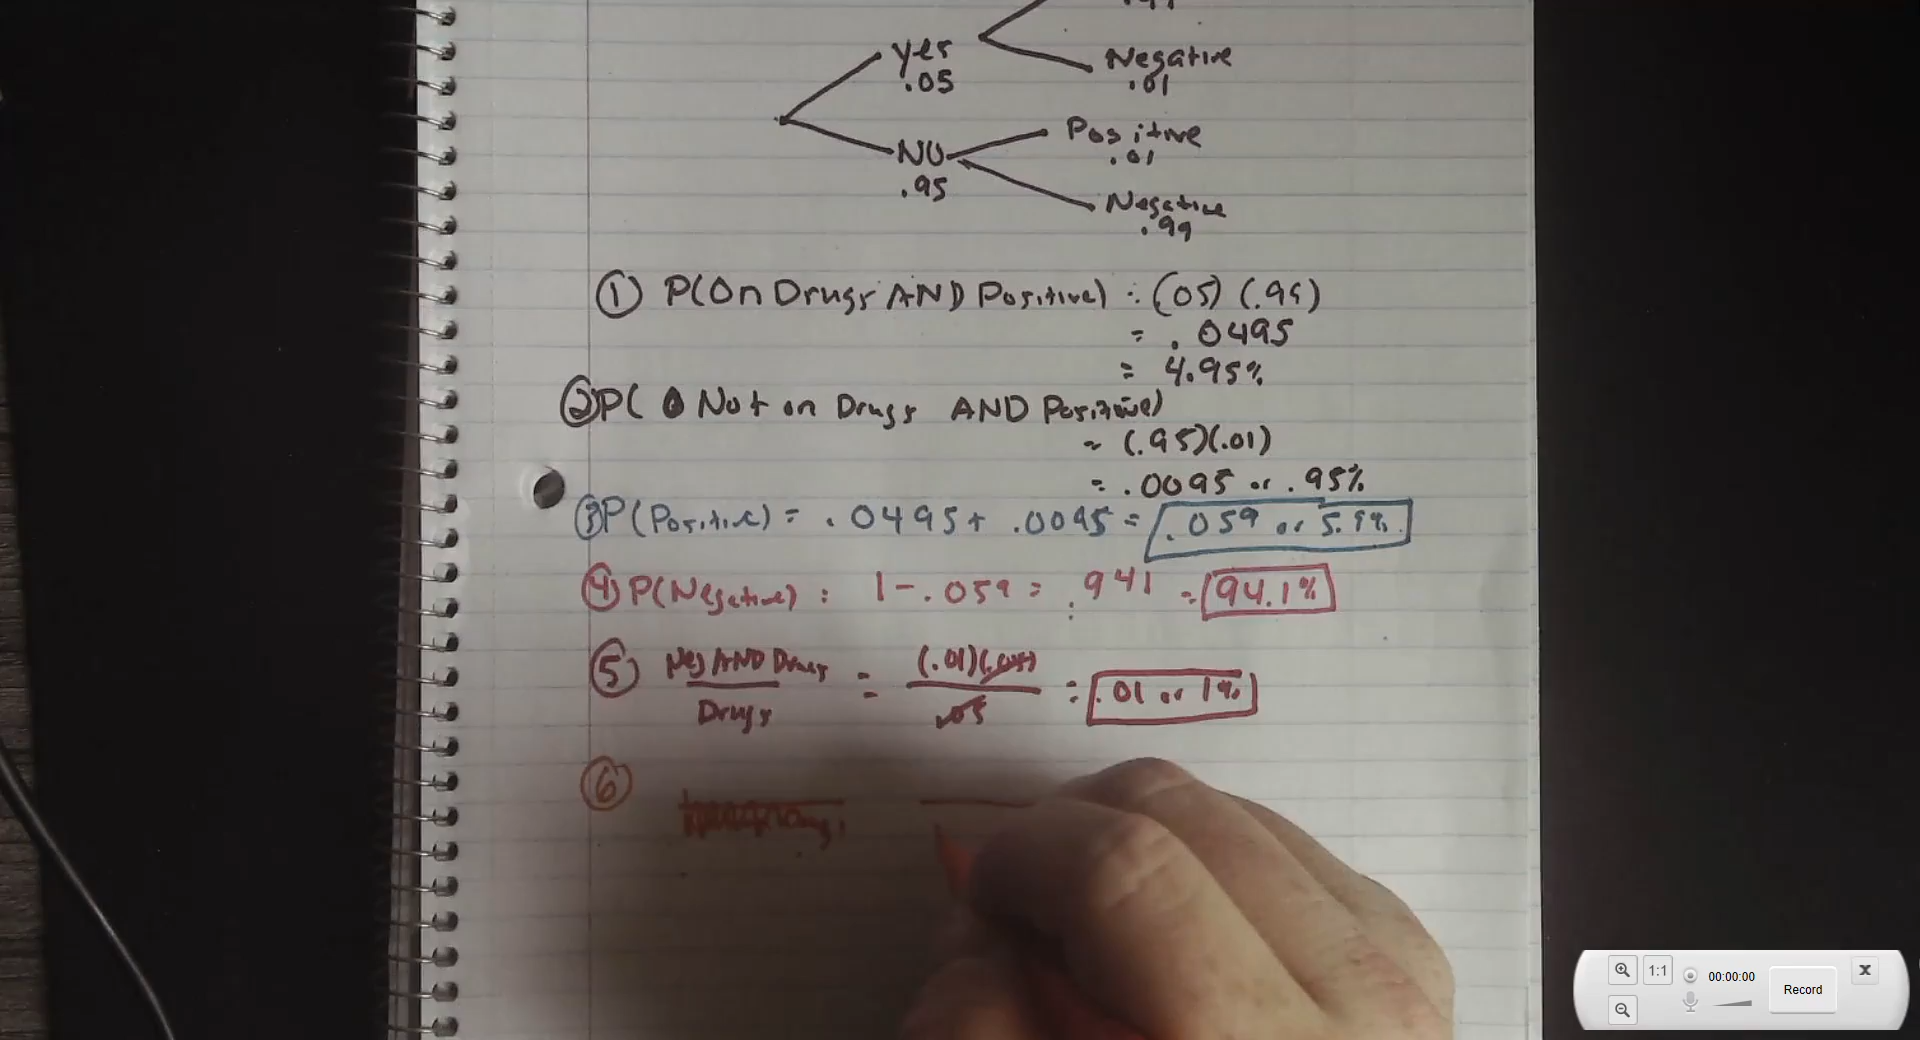 yes
.05
Negative
.01
NO
.95
Positive
.01
Negative
.99
① P(On Drugs AND Positive) = (.05) (.99)
= .0495
= 4.95%
② P( Not on Drugs AND Positive)
= (.95)(.01)
= .0095 or .95%
③ P(Positive) = .0495 + .0095 = .059 or 5.9%
④ P(Negative) = 1 - .059 = .941 = 94.1%
⑤ Neg AND Drugs = (.01)(.05) = .01 or 1%
Drugs .05
⑥
1:1
00:00:00
Record
x